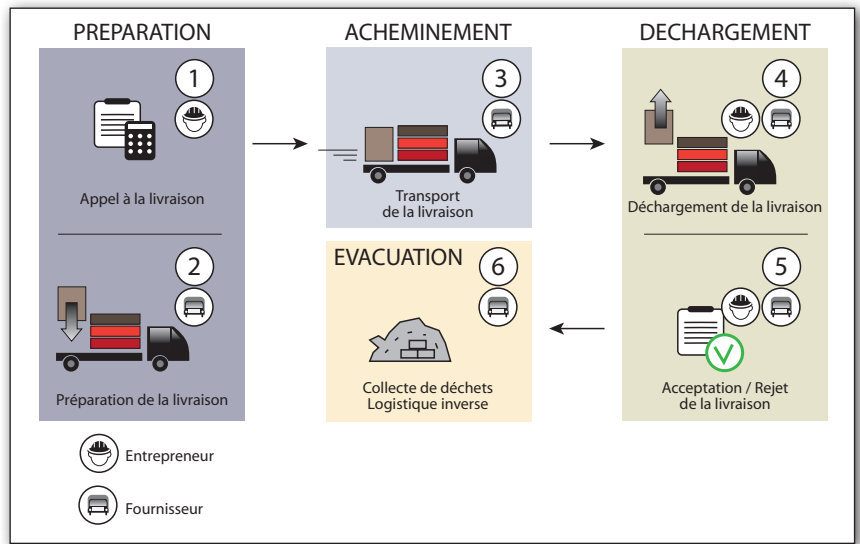 PREPARATION
1
Appel à la livraison
2
Préparation de la livraison
ACHEMINEMENT
3
Transport
de la livraison
DECHARGEMENT
4
Déchargement de la livraison
5
Acceptation / Rejet
de la livraison
EVACUATION
6
Collecte de déchets
Logistique inverse
Entrepreneur
Fournisseur